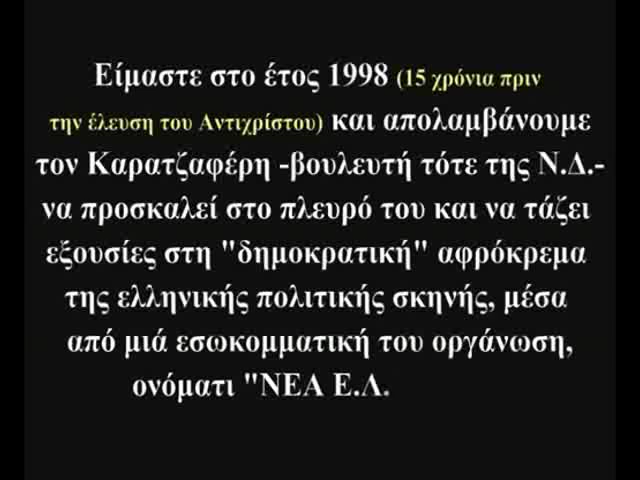 Είμαστε στο έτος 1998 (15 χρόνια πριν
την έλευση του Αντιχρίστου) και απολαμβάνουμε
τον Καρατζαφέρη -βουλευτή τότε της Ν.Δ.-
να προσκαλεί στο πλευρό του και να τάζει
εξουσίες στη "δημοκρατική" αφρόκρεμα
της ελληνικής πολιτικής σκηνής, μέσα
από μιά εσωκομματική του οργάνωση,
ονόματι "ΝΕΑ Ε.Λ.